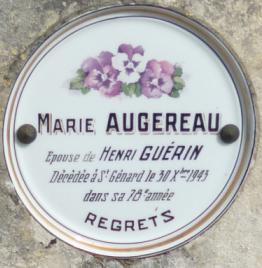 MARIE AUGEREAU
Epouse de HENRI GUÉRIN
Décédée à St Génard le 30 Xbre 1943
dans sa 78e année
REGRETS